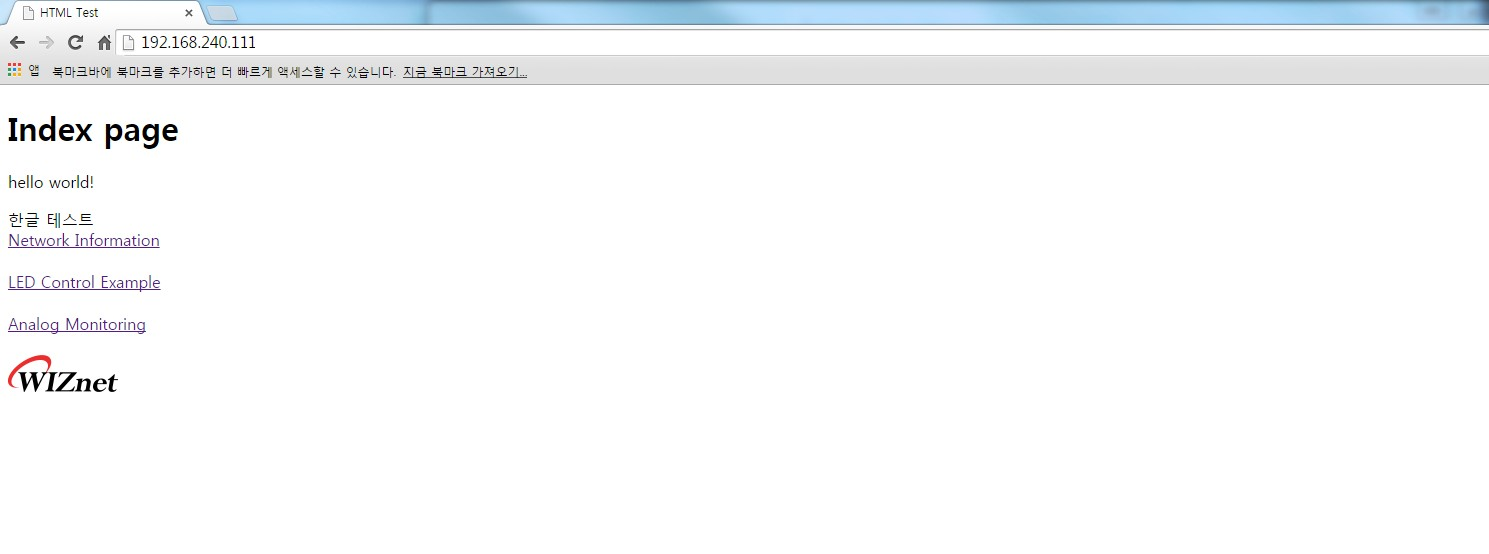 HTML Test
192.168.240.111
앱 북마크바에 북마크를 추가하면 더 빠르게 액세스할 수 있습니다. 지금 북마크 가져오기...
Index page
hello world!
한글 테스트
Network Information
LED Control Example
Analog Monitoring
WIZnet